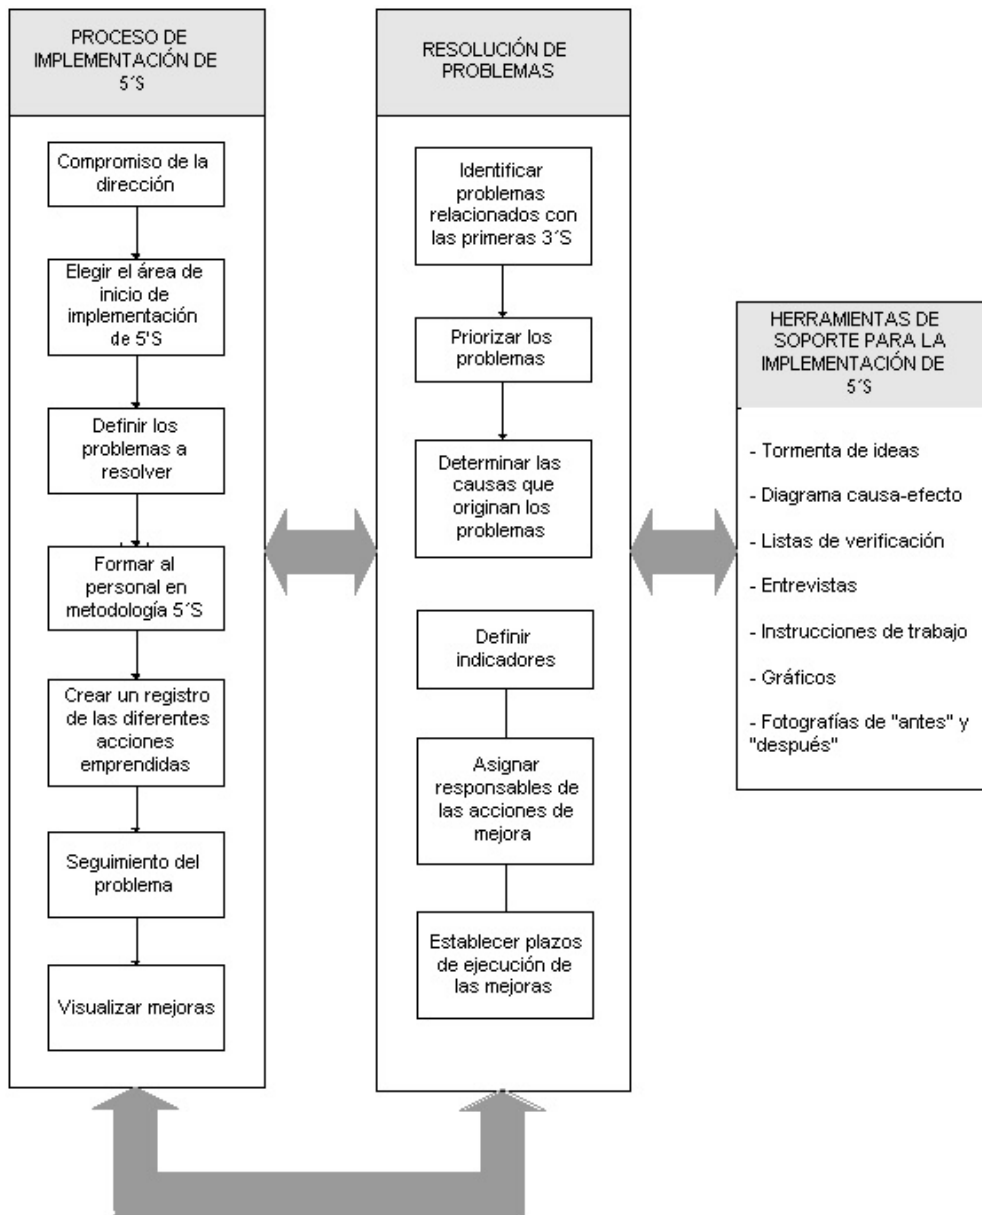 PROCESO DE
IMPLEMENTACIÓN DE
5´S
Compromiso de la
dirección
Elegir el área de
inicio de
implementación
de 5'S
Definir los
problemas a
resolver
Formar al
personal en
metodología 5´S
Crear un registro
de las diferentes
acciones
emprendidas
Seguimiento del
problema
Visualizar mejoras
RESOLUCIÓN DE
PROBLEMAS
Identificar
problemas
relacionados con
las primeras 3´S
Priorizar los
problemas
Determinar las
causas que
originan los
problemas
Definir
indicadores
Asignar
responsables de
las acciones de
mejora
Establecer plazos
de ejecución de
las mejoras
HERRAMIENTAS DE
SOPORTE PARA LA
IMPLEMENTACIÓN DE
5´S
- Tormenta de ideas
- Diagrama causa-efecto
- Listas de verificación
- Entrevistas
- Instrucciones de trabajo
- Gráficos
- Fotografías de "antes" y
"después"